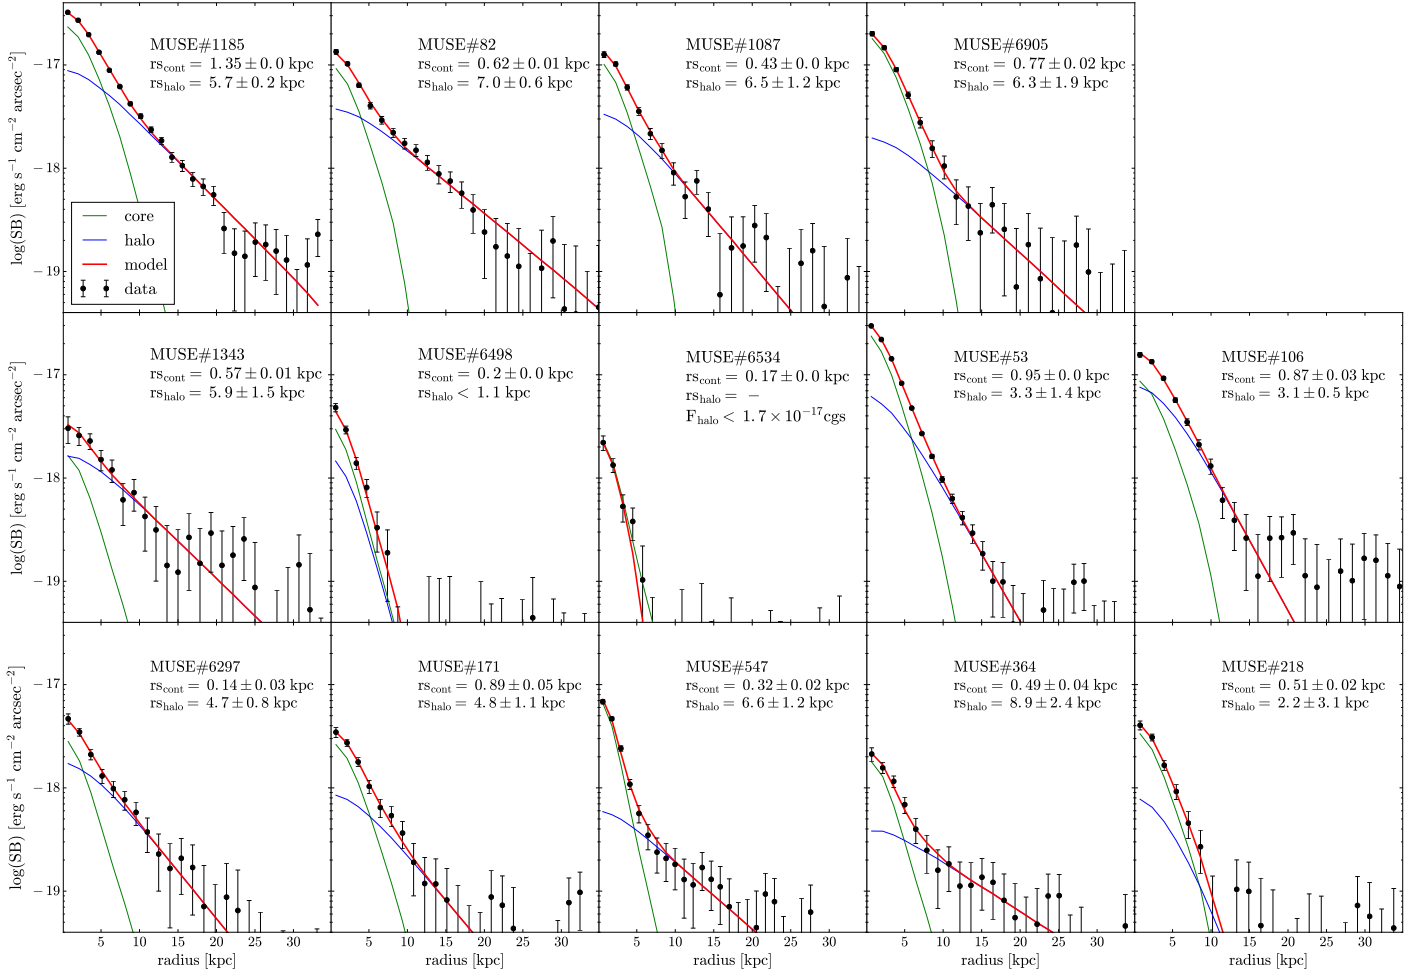 MUSE#1185
rs_cont = 1.35 ± 0.0 kpc
rs_halo = 5.7 ± 0.2 kpc
MUSE#82
rs_cont = 0.62 ± 0.01 kpc
rs_halo = 7.0 ± 0.6 kpc
MUSE#1087
rs_cont = 0.43 ± 0.0 kpc
rs_halo = 6.5 ± 1.2 kpc
MUSE#6905
rs_cont = 0.77 ± 0.02 kpc
rs_halo = 6.3 ± 1.9 kpc
log(SB) [erg s⁻¹ cm⁻² arcsec⁻²]
−17
−18
−19
core
halo
model
data
MUSE#1343
rs_cont = 0.57 ± 0.01 kpc
rs_halo = 5.9 ± 1.5 kpc
MUSE#6498
rs_cont = 0.2 ± 0.0 kpc
rs_halo < 1.1 kpc
MUSE#6534
rs_cont = 0.17 ± 0.0 kpc
rs_halo = −
F_halo < 1.7 × 10⁻¹⁷cgs
MUSE#53
rs_cont = 0.95 ± 0.0 kpc
rs_halo = 3.3 ± 1.4 kpc
MUSE#106
rs_cont = 0.87 ± 0.03 kpc
rs_halo = 3.1 ± 0.5 kpc
log(SB) [erg s⁻¹ cm⁻² arcsec⁻²]
−17
−18
−19
MUSE#6297
rs_cont = 0.14 ± 0.03 kpc
rs_halo = 4.7 ± 0.8 kpc
MUSE#171
rs_cont = 0.89 ± 0.05 kpc
rs_halo = 4.8 ± 1.1 kpc
MUSE#547
rs_cont = 0.32 ± 0.02 kpc
rs_halo = 6.6 ± 1.2 kpc
MUSE#364
rs_cont = 0.49 ± 0.04 kpc
rs_halo = 8.9 ± 2.4 kpc
MUSE#218
rs_cont = 0.51 ± 0.02 kpc
rs_halo = 2.2 ± 3.1 kpc
log(SB) [erg s⁻¹ cm⁻² arcsec⁻²]
−17
−18
−19
5 10 15 20 25 30
5 10 15 20 25 30
5 10 15 20 25 30
5 10 15 20 25 30
5 10 15 20 25 30
radius [kpc]
radius [kpc]
radius [kpc]
radius [kpc]
radius [kpc]